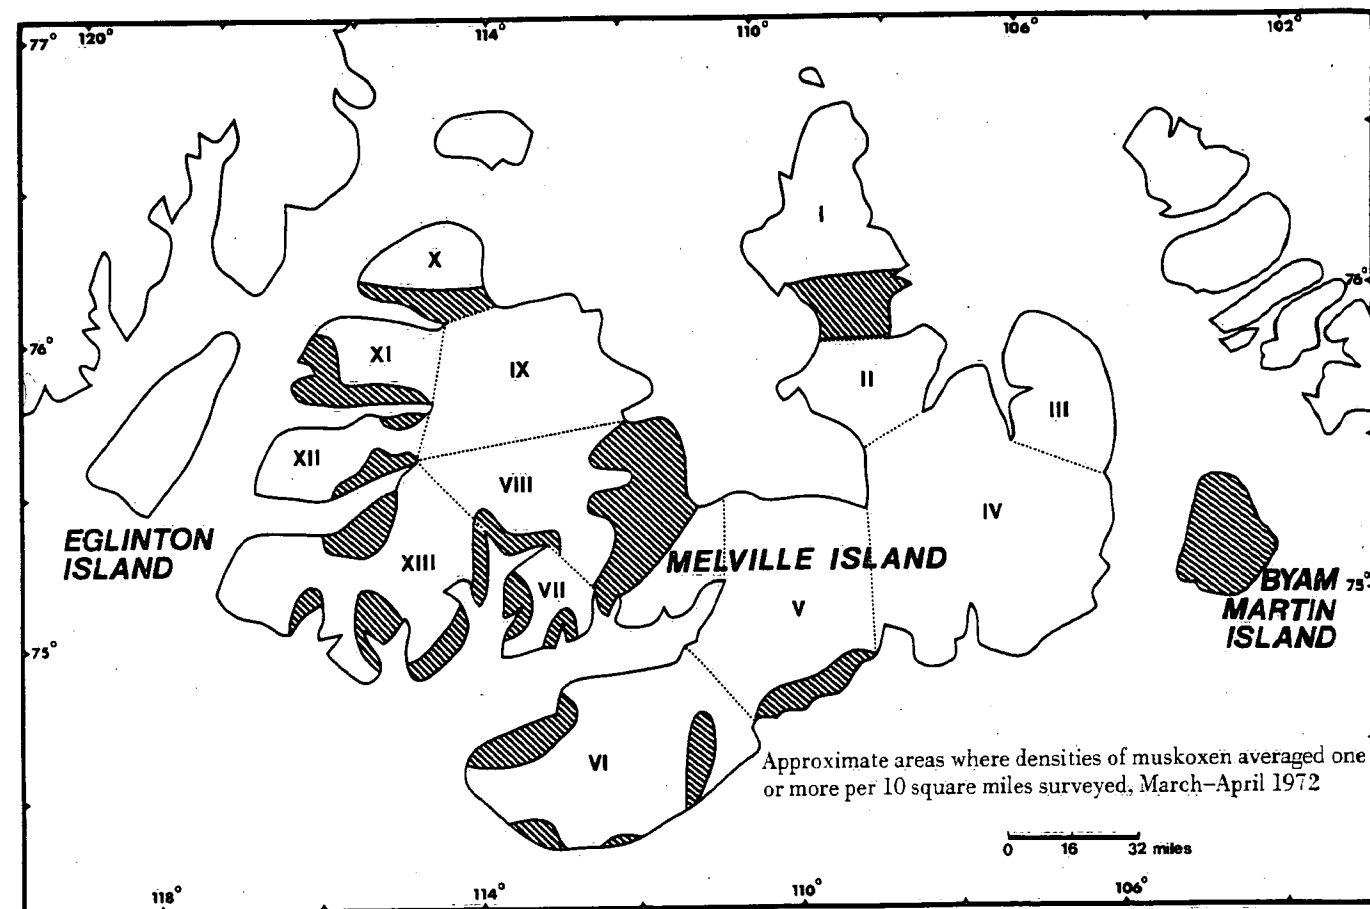 77° 120° 114° 110° 106° 102°
I
X
76°
76°
XI IX
II
III
XII
VIII
IV
EGLINTON
ISLAND
MELVILLE ISLAND
XIII
VII
BYAM
MARTIN
ISLAND
75°
V
75°
VI
Approximate areas where densities of muskoxen averaged one
or more per 10 square miles surveyed, March–April 1972
0 16 32 miles
118° 114° 110° 106°